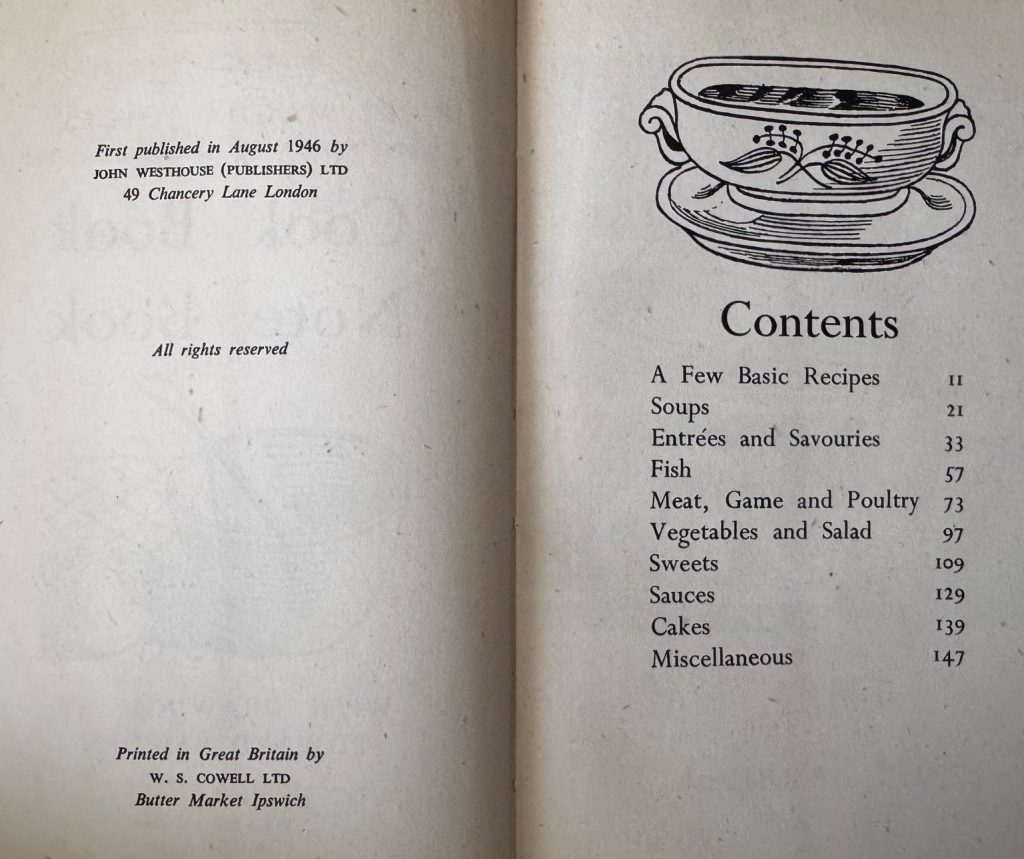 First published in August 1946 by
JOHN WESTHOUSE (PUBLISHERS) LTD
49 Chancery Lane London
All rights reserved
Printed in Great Britain by
W. S. COWELL LTD
Butter Market Ipswich
Contents
A Few Basic Recipes 11
Soups 21
Entrées and Savouries 33
Fish 57
Meat, Game and Poultry 73
Vegetables and Salad 97
Sweets 109
Sauces 129
Cakes 139
Miscellaneous 147